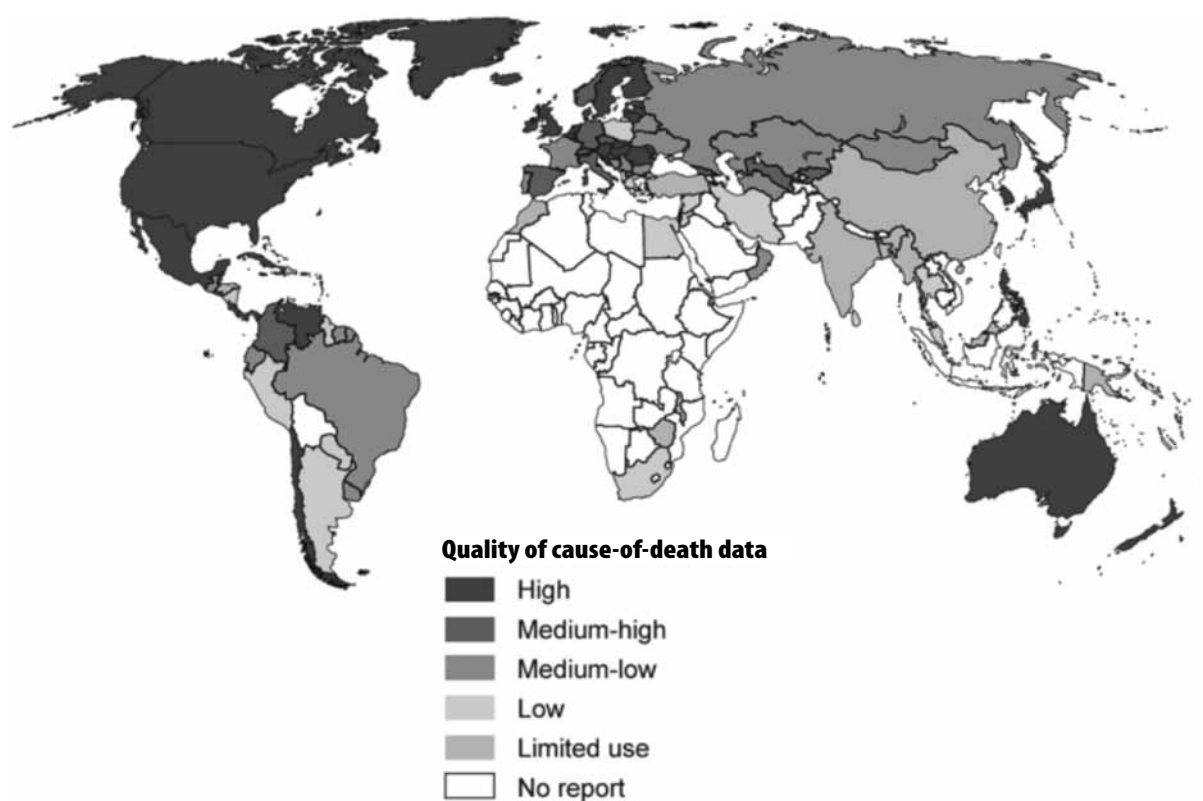 Quality of cause-of-death data
High
Medium-high
Medium-low
Low
Limited use
No report